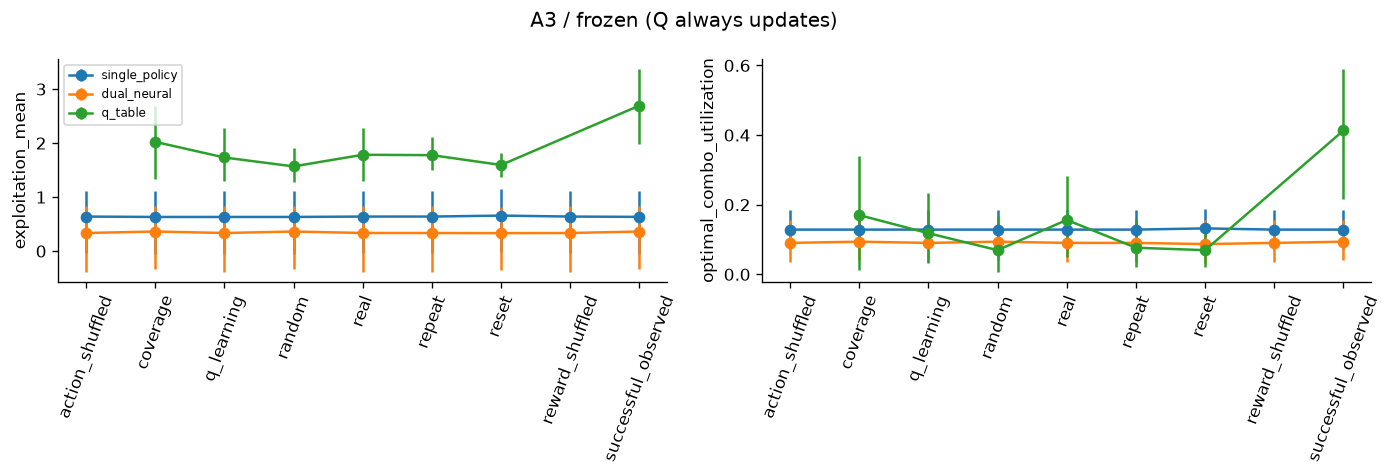 A3 / frozen (Q always updates)
exploitation_mean
3
2
1
0
single_policy
dual_neural
q_table
action_shuffled
coverage
q_learning
random
real
repeat
reset
reward_shuffled
successful_observed
optimal_combo_utilization
0.6
0.4
0.2
0.0
action_shuffled
coverage
q_learning
random
real
repeat
reset
reward_shuffled
successful_observed